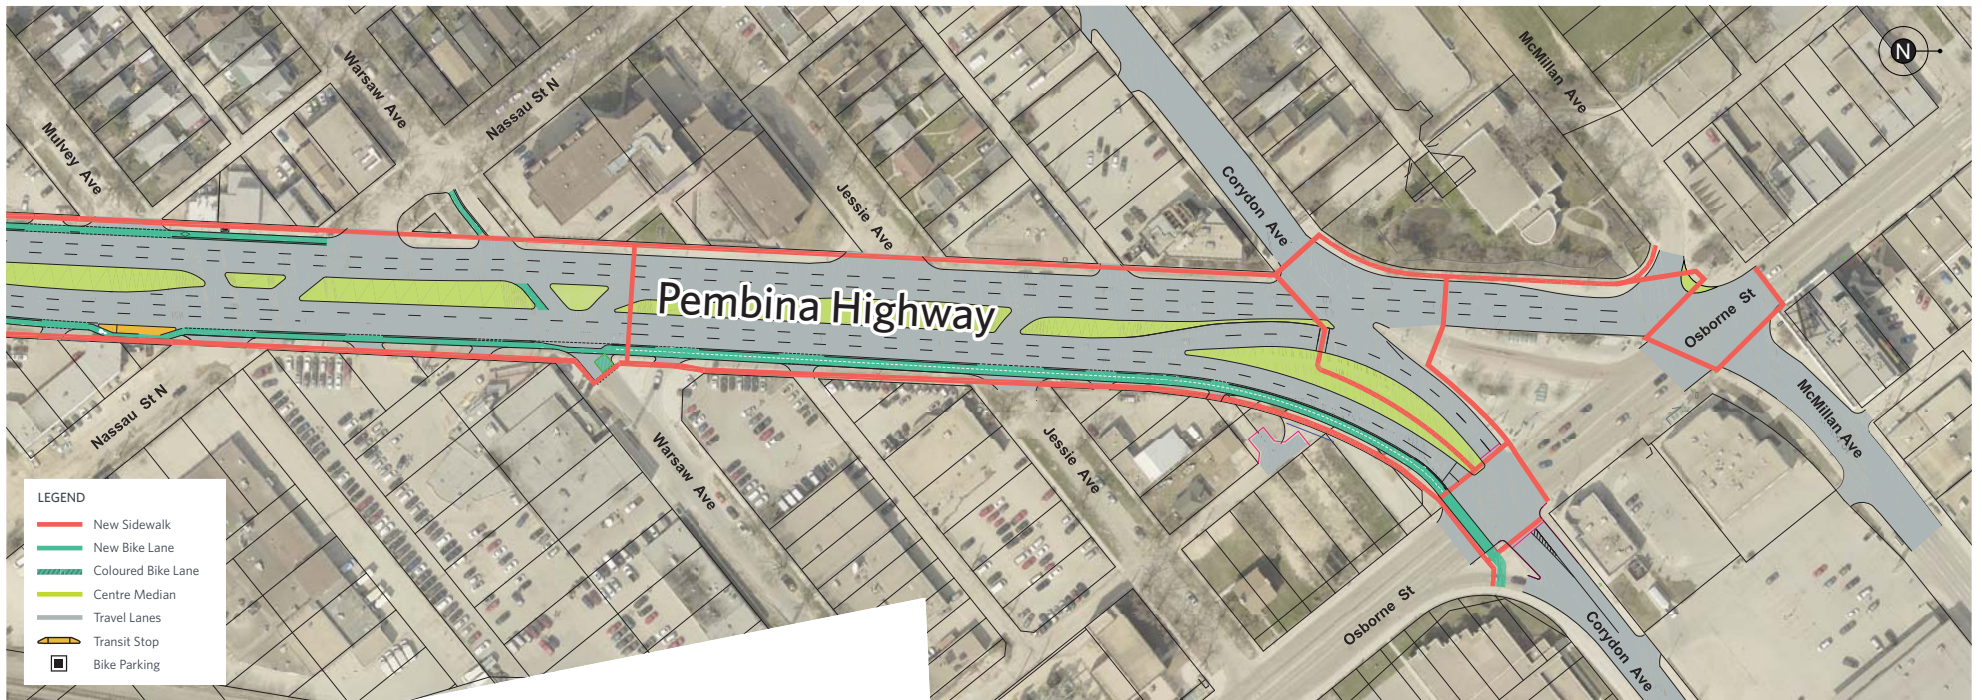 McMillan Ave
N
Warsaw Ave
Nassau St N
Mulvey Ave
Jessie Ave
Corydon Ave
Pembina Highway
Osborne St
McMillan Ave
Nassau St N
Warsaw Ave
Jessie Ave
Osborne St
Corydon Ave
LEGEND
New Sidewalk
New Bike Lane
Coloured Bike Lane
Centre Median
Travel Lanes
Transit Stop
Bike Parking